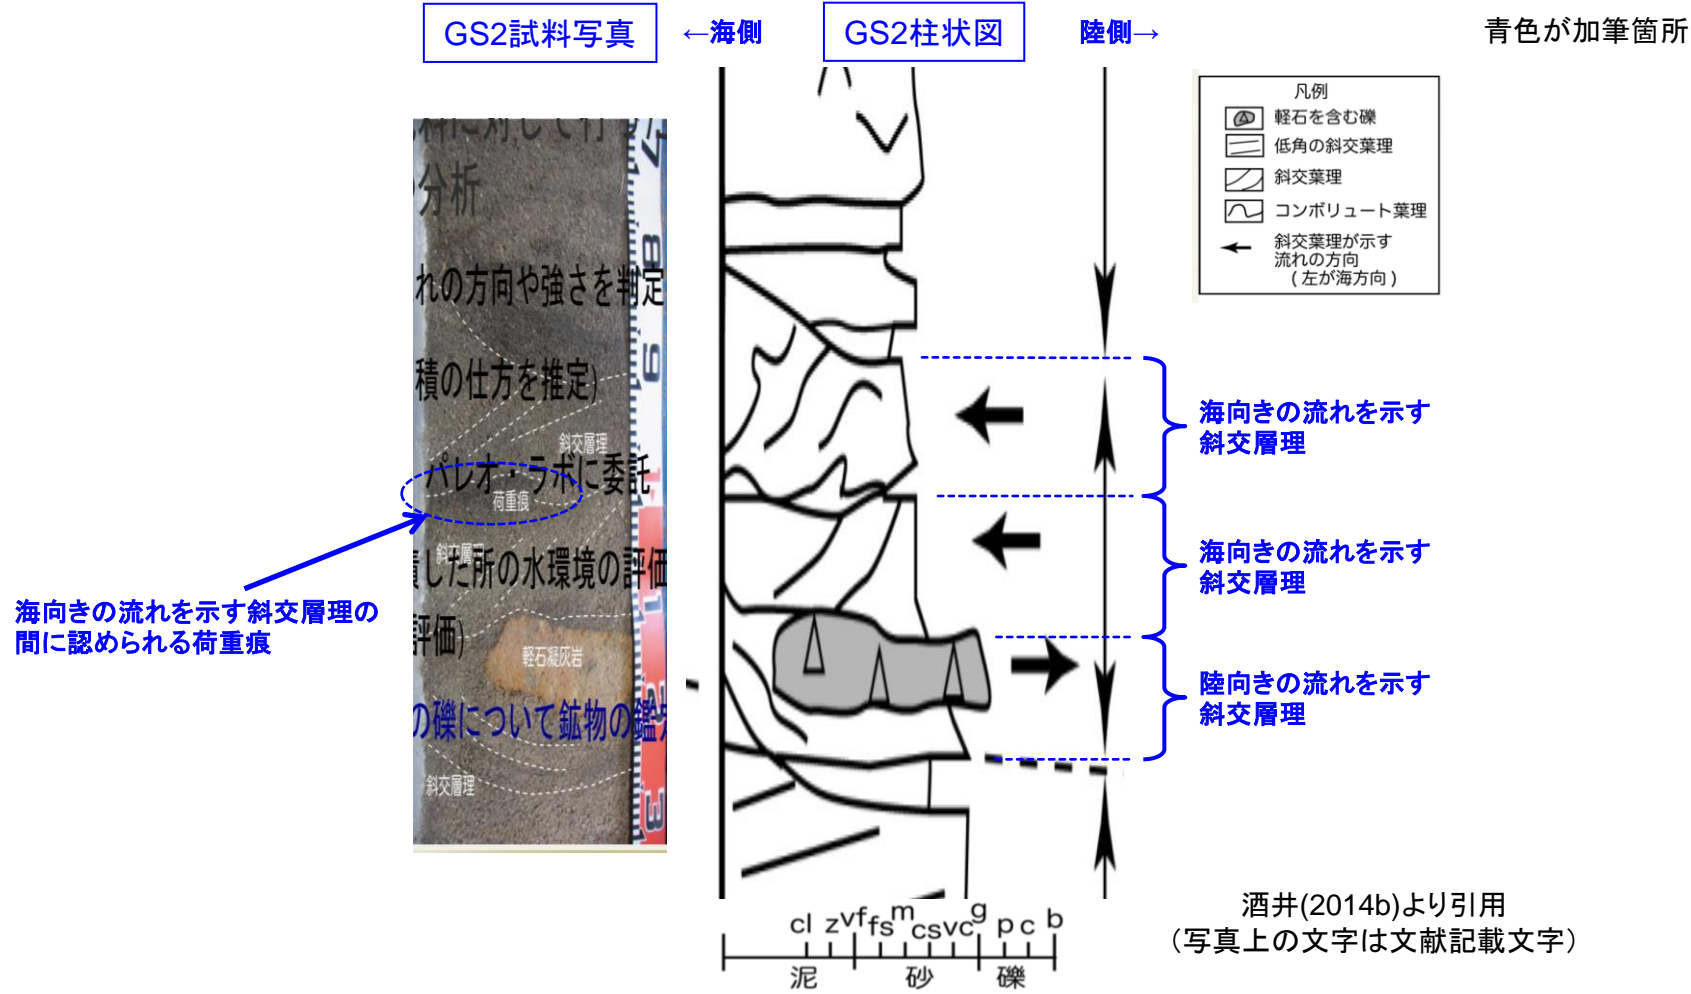 GS2試料写真
←海側
GS2柱状図
陸側→
青色が加筆箇所
凡例
軽石を含む礫
低角の斜交葉理
斜交葉理
コンボリュート葉理
斜交葉理が示す
流れの方向
(左が海方向)
分析
7
8
れの方向や強さを判定
9
積の仕方を推定)
斜交層理
パレオ・ラボに委託
荷重痕
斜交層理
した所の水環境の評価
1
評価)
軽石凝灰岩
の礫について鉱物の鑑定
斜交層理
3
海向きの流れを示す
斜交層理
海向きの流れを示す
斜交層理
陸向きの流れを示す
斜交層理
海向きの流れを示す斜交層理の
間に認められる荷重痕
cl z vf fs m cs vc g p c b
泥 砂 礫
酒井(2014b)より引用
（写真上の文字は文献記載文字）